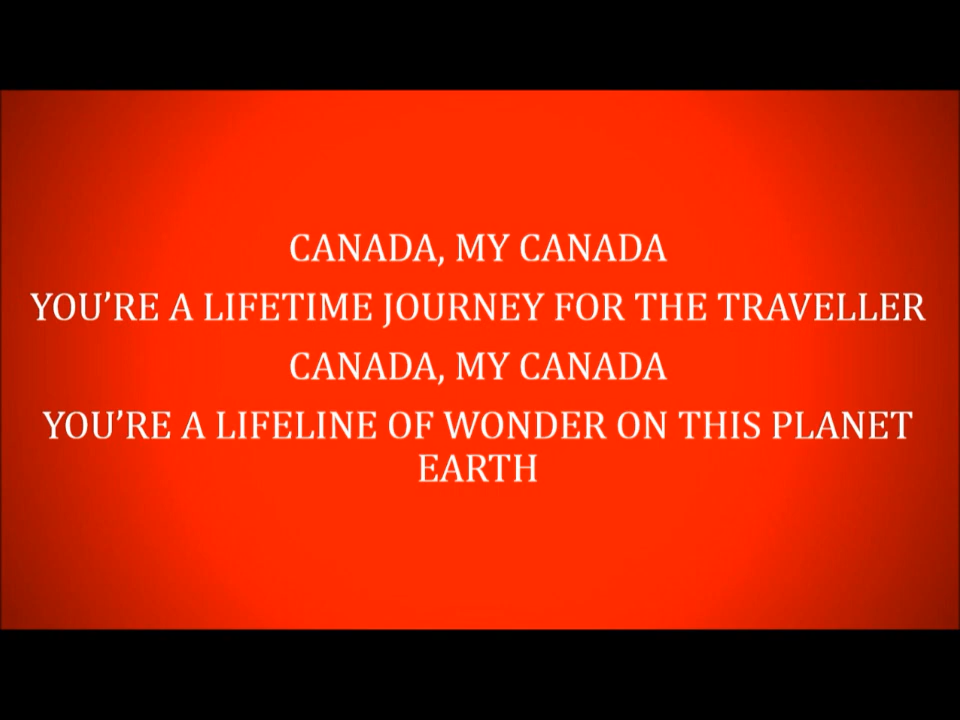 CANADA, MY CANADA
YOU’RE A LIFETIME JOURNEY FOR THE TRAVELLER
CANADA, MY CANADA
YOU’RE A LIFELINE OF WONDER ON THIS PLANET
EARTH